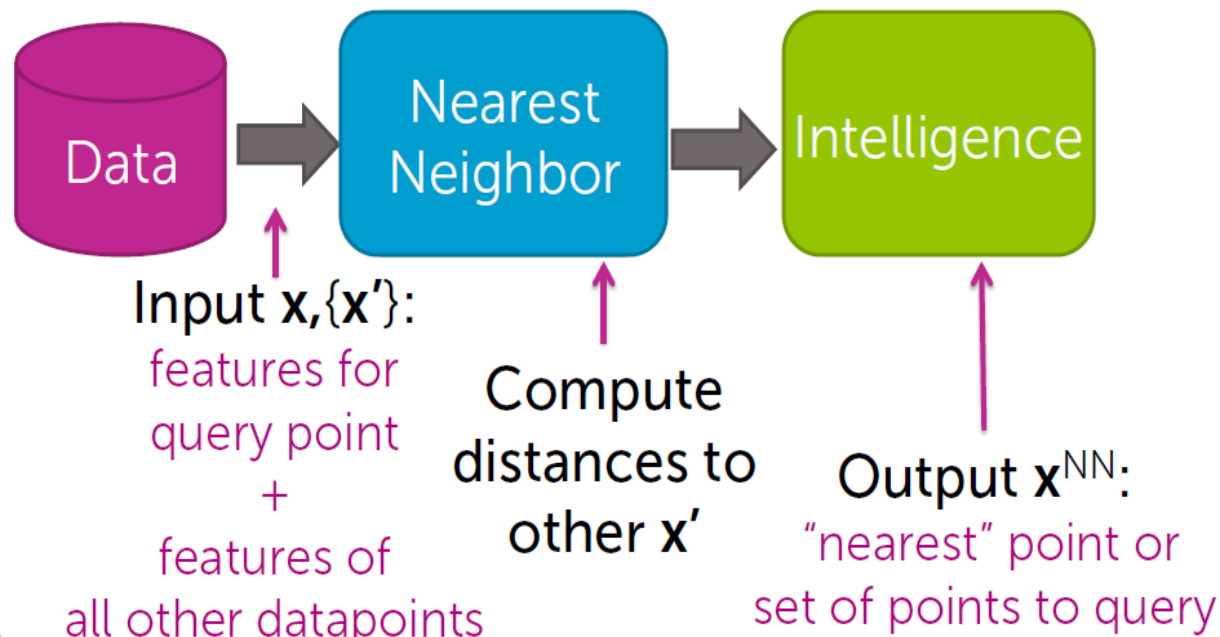 Data
Nearest
Neighbor
Intelligence
Input x,{x′}:
features for
query point
+
features of
all other datapoints
Compute
distances to
other x′
Output xᴺᴺ:
“nearest” point or
set of points to query